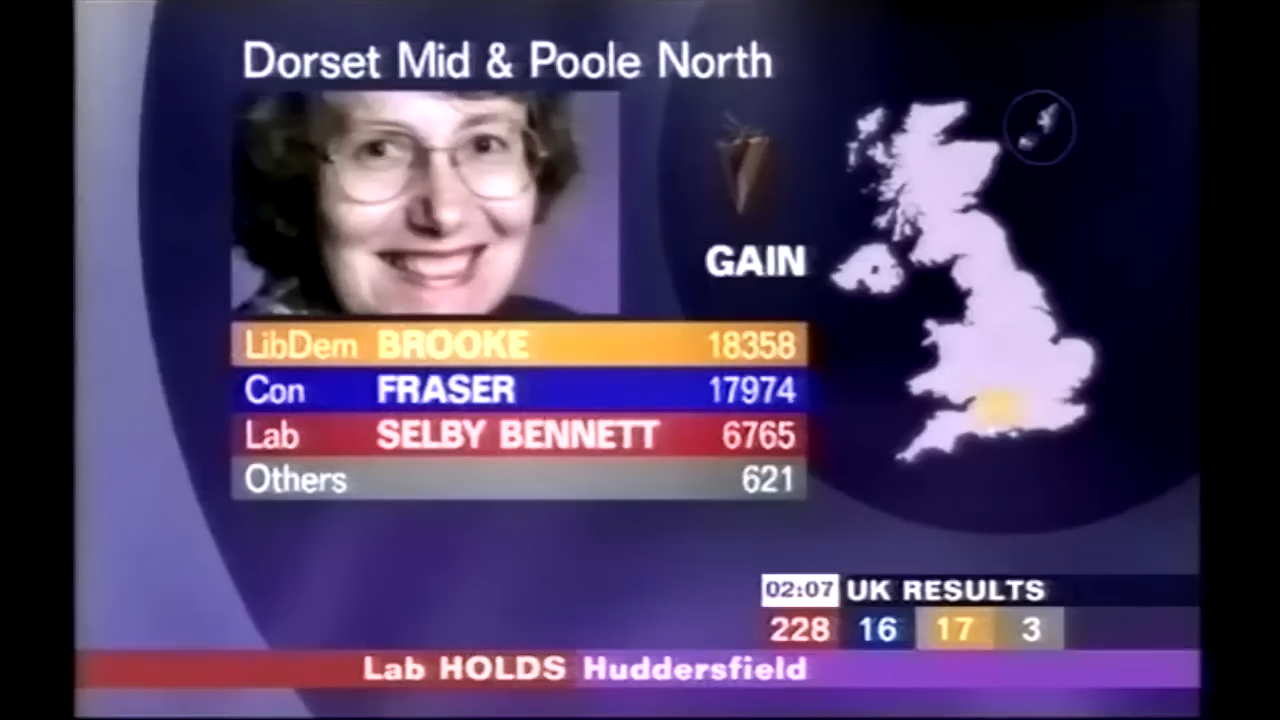 Dorset Mid & Poole North
GAIN
LibDem BROOKE 18358
Con FRASER 17974
Lab SELBY BENNETT 6765
Others 621
02:07 UK RESULTS
228 16 17 3
Lab HOLDS Huddersfield